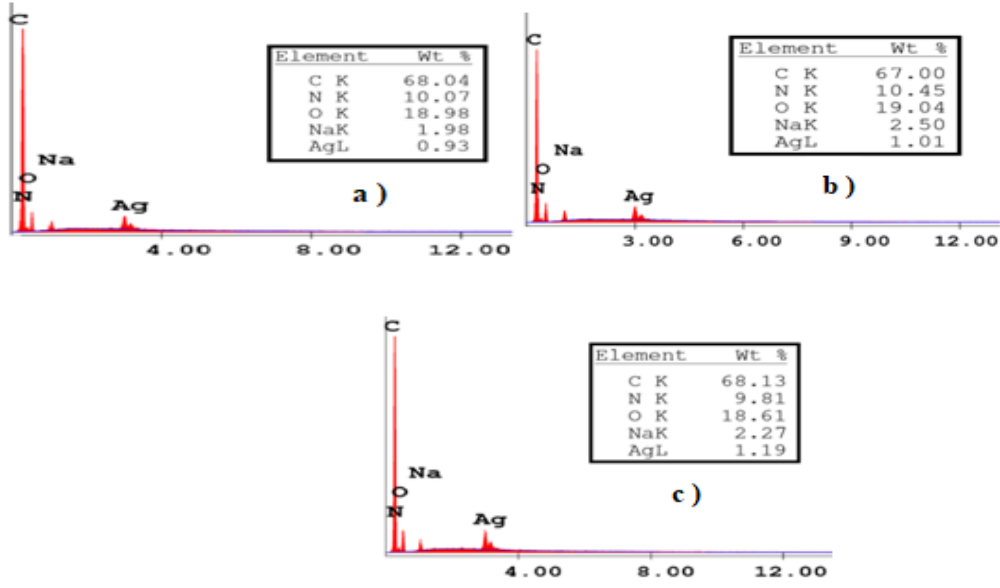 C
Element Wt %
C K 68.04
N K 10.07
O K 18.98
NaK 1.98
AgL 0.93
Na
O
N
Ag
a )
4.00 8.00 12.00
C
Element Wt %
C K 67.00
N K 10.45
O K 19.04
NaK 2.50
AgL 1.01
Na
O
N
Ag
b )
3.00 6.00 9.00 12.00
C
Element Wt %
C K 68.13
N K 9.81
O K 18.61
NaK 2.27
AgL 1.19
Na
O
N
Ag
c )
4.00 8.00 12.00